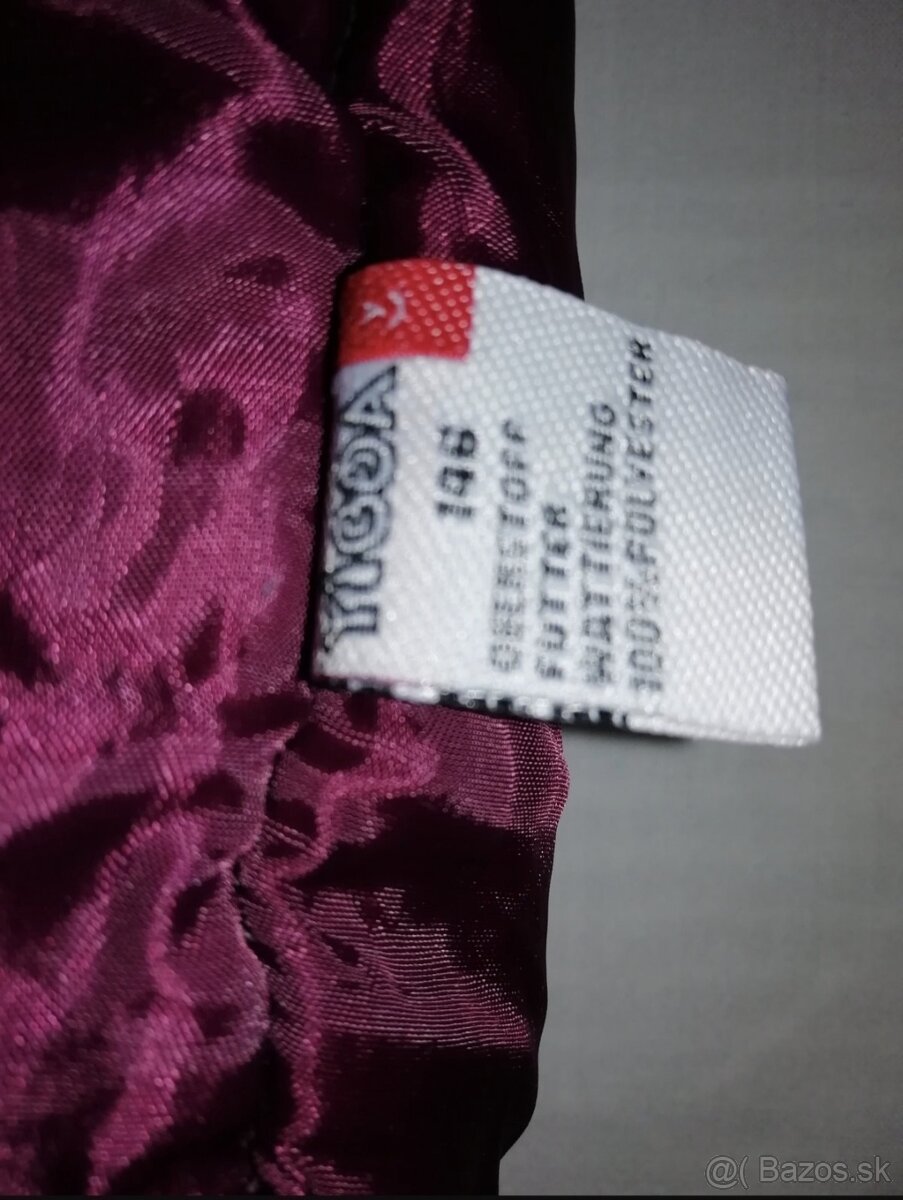 YIGGA
146
OBERSTOFF
FUTTER
WATTIERUNG
100% POLYESTER
@( Bazos.sk